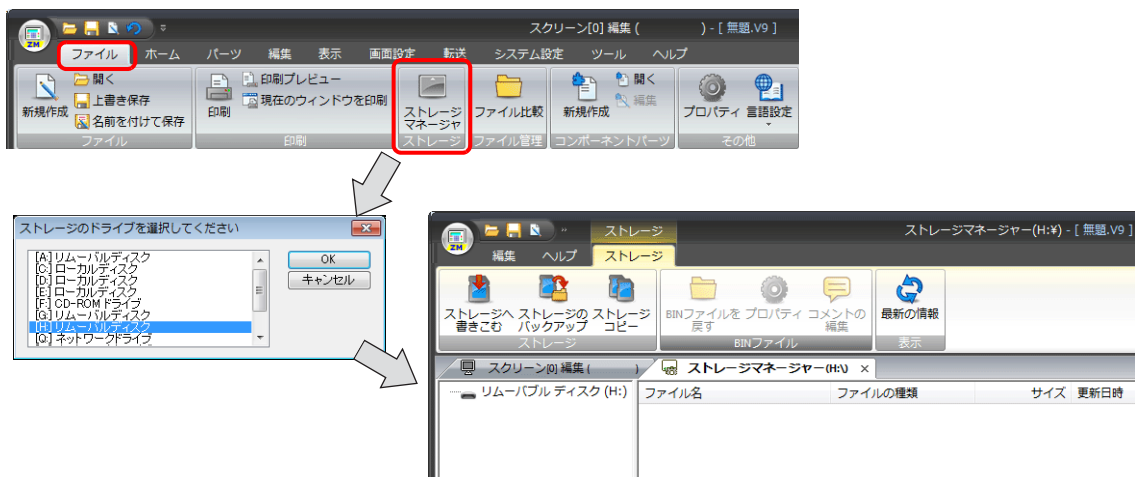 スクリーン[0] 編集 ( ) - [ 無題.V9 ]
ZM
ファイル ホーム パーツ 編集 表示 画面設定 転送 システム設定 ツール ヘルプ
新規作成
開く
上書き保存
名前を付けて保存
ファイル
印刷
印刷プレビュー
現在のウィンドウを印刷
印刷
ストレージ
マネージャ
ストレージ
ファイル比較
ファイル管理
新規作成
開く
編集
コンポーネントパーツ
プロパティ 言語設定
その他
ストレージのドライブを選択してください
[A:]リムーバルディスク
[C:]ローカルディスク
[D:]ローカルディスク
[E:]ローカルディスク
[F:]CD-ROMドライブ
[G:]リムーバルディスク
[H:]リムーバルディスク
[Q:]ネットワークドライブ
OK
キャンセル
ストレージ
ストレージマネージャー(H:¥) - [ 無題.V9 ]
ZM
編集 ヘルプ ストレージ
ストレージへ
書きこむ
ストレージの
バックアップ
ストレージ
コピー
ストレージ
BINファイルを
戻す
プロパティ
コメントの
編集
BINファイル
最新の情報
表示
スクリーン[0] 編集 ( )
ストレージマネージャー(H:\) ×
リムーバブル ディスク (H:)
ファイル名 ファイルの種類 サイズ 更新日時